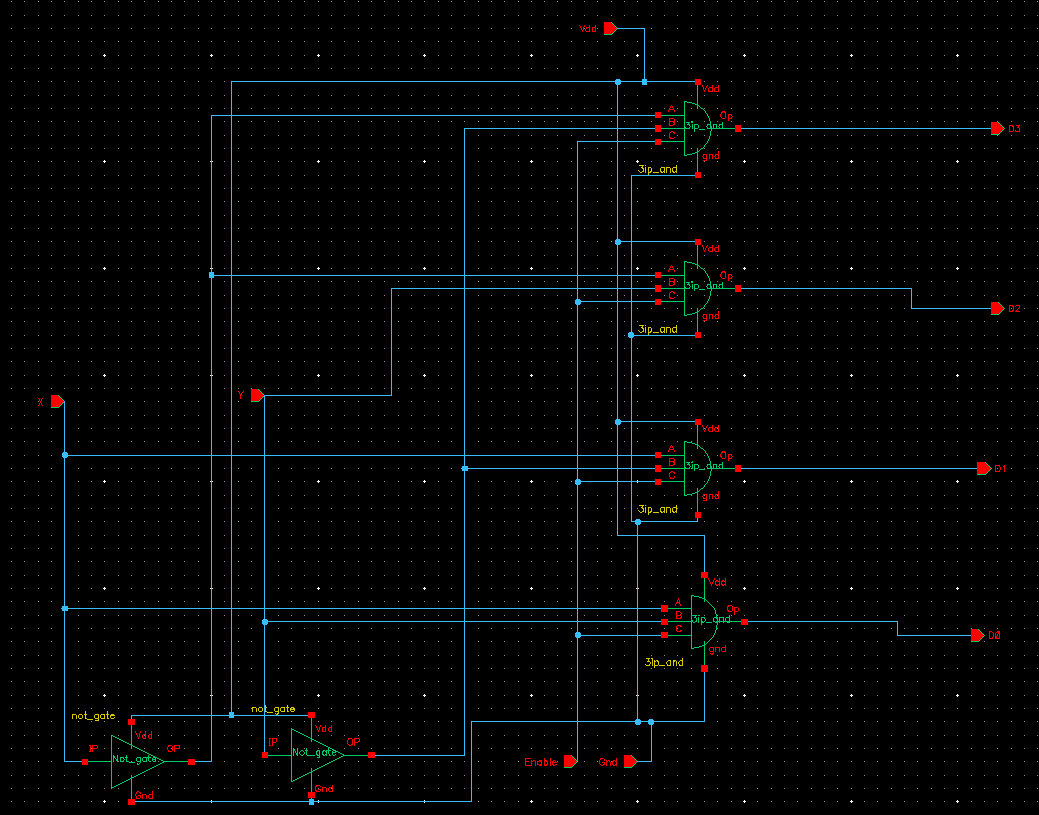 Vdd
Vdd
A
Op
B
3ip_and
D3
C
gnd
3ip_and
Vdd
A
Op
B
3ip_and
C
D2
gnd
3ip_and
X
Y
Vdd
A
Op
B
3ip_and
D1
C
gnd
3ip_and
Vdd
A
Op
B
3ip_and
C
D0
gnd
3ip_and
not_gate
not_gate
Vdd
Vdd
IP
OP
IP
OP
Not_gate
Not_gate
Enable
Gnd
Gnd
Gnd